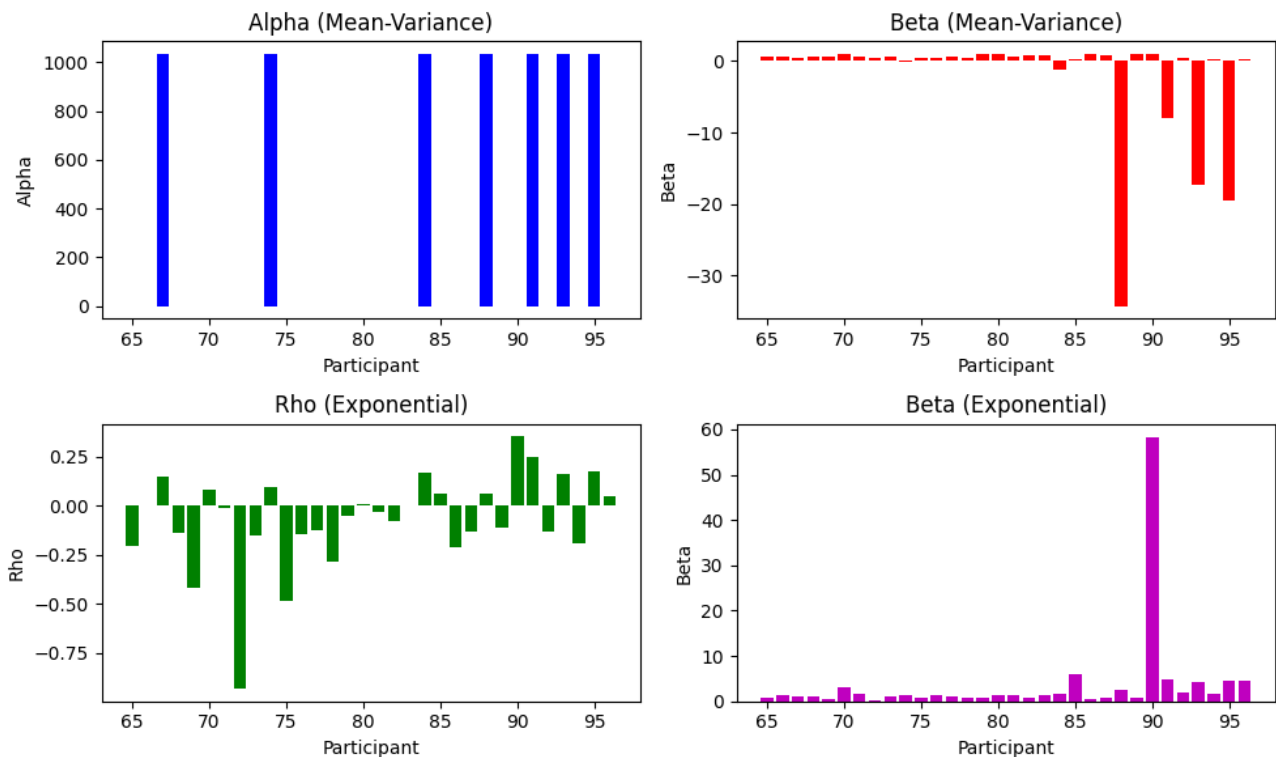 Alpha (Mean-Variance)
1000
800
600
400
200
0
Alpha
65 70 75 80 85 90 95
Participant
Beta (Mean-Variance)
0
−10
−20
−30
Beta
65 70 75 80 85 90 95
Participant
Rho (Exponential)
0.25
0.00
−0.25
−0.50
−0.75
Rho
65 70 75 80 85 90 95
Participant
Beta (Exponential)
60
50
40
30
20
10
0
Beta
65 70 75 80 85 90 95
Participant